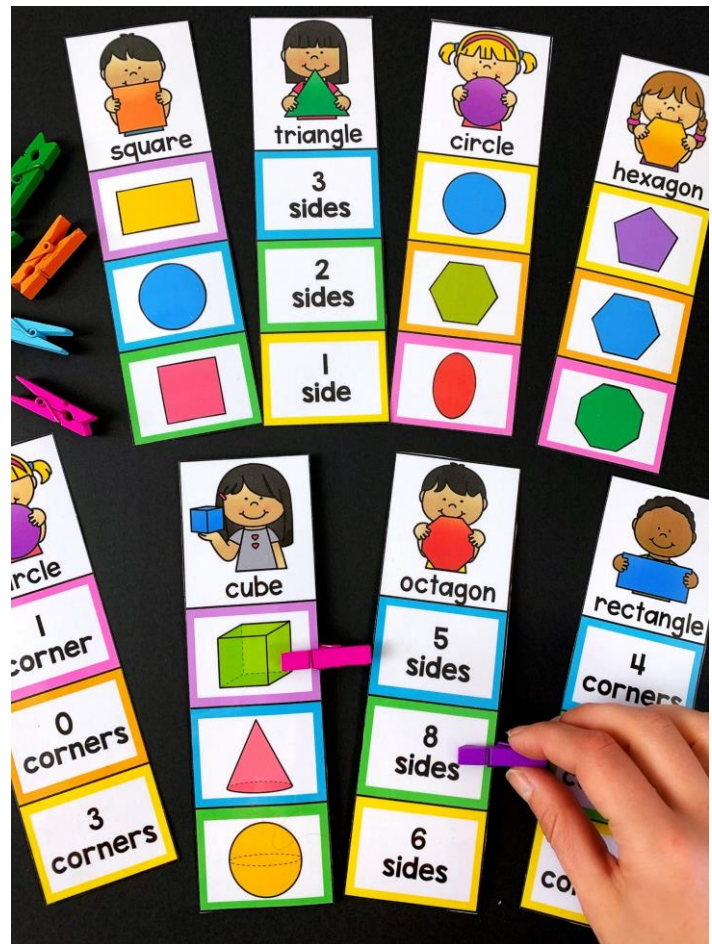 square
triangle
3
sides
2
sides
1
side
circle
hexagon
1
corner
0
corners
3
corners
cube
octagon
5
sides
8
sides
6
sides
rectangle
4
corners